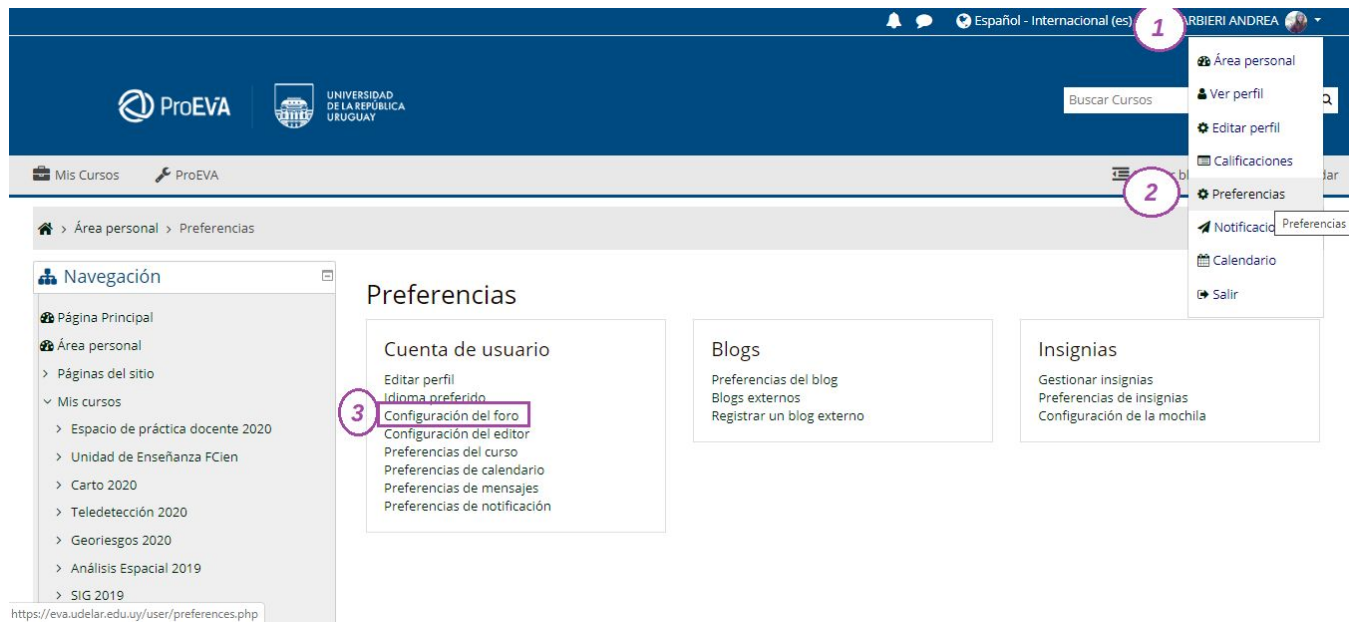 Español - Internacional (es)
1
RBIERI ANDREA
ProEVA
UNIVERSIDAD
DE LA REPÚBLICA
URUGUAY
Buscar Cursos
Área personal
Ver perfil
Editar perfil
Calificaciones
Preferencias
Notificacio
Calendario
Salir
2
Preferencias
Mis Cursos
ProEVA
bl
dar
Área personal > Preferencias
Navegación
Página Principal
Área personal
> Páginas del sitio
Mis cursos
> Espacio de práctica docente 2020
> Unidad de Enseñanza FCien
> Carto 2020
> Teledetección 2020
> Georiesgos 2020
> Análisis Espacial 2019
> SIG 2019
Preferencias
Cuenta de usuario
Editar perfil
Idioma preferido
3
Configuración del foro
Configuración del editor
Preferencias del curso
Preferencias de calendario
Preferencias de mensajes
Preferencias de notificación
Blogs
Preferencias del blog
Blogs externos
Registrar un blog externo
Insignias
Gestionar insignias
Preferencias de insignias
Configuración de la mochila
https://eva.udelar.edu.uy/user/preferences.php